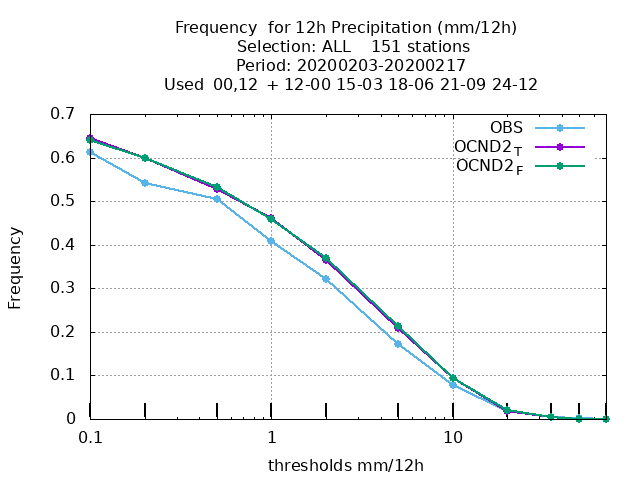 Frequency  for 12h Precipitation (mm/12h)
Selection: ALL    151 stations
Period: 20200203-20200217
Used  00,12  + 12-00 15-03 18-06 21-09 24-12
0.7
0.6
0.5
0.4
0.3
0.2
0.1
0
Frequency
OBS
OCND2T
OCND2F
0.1 1 10
thresholds mm/12h